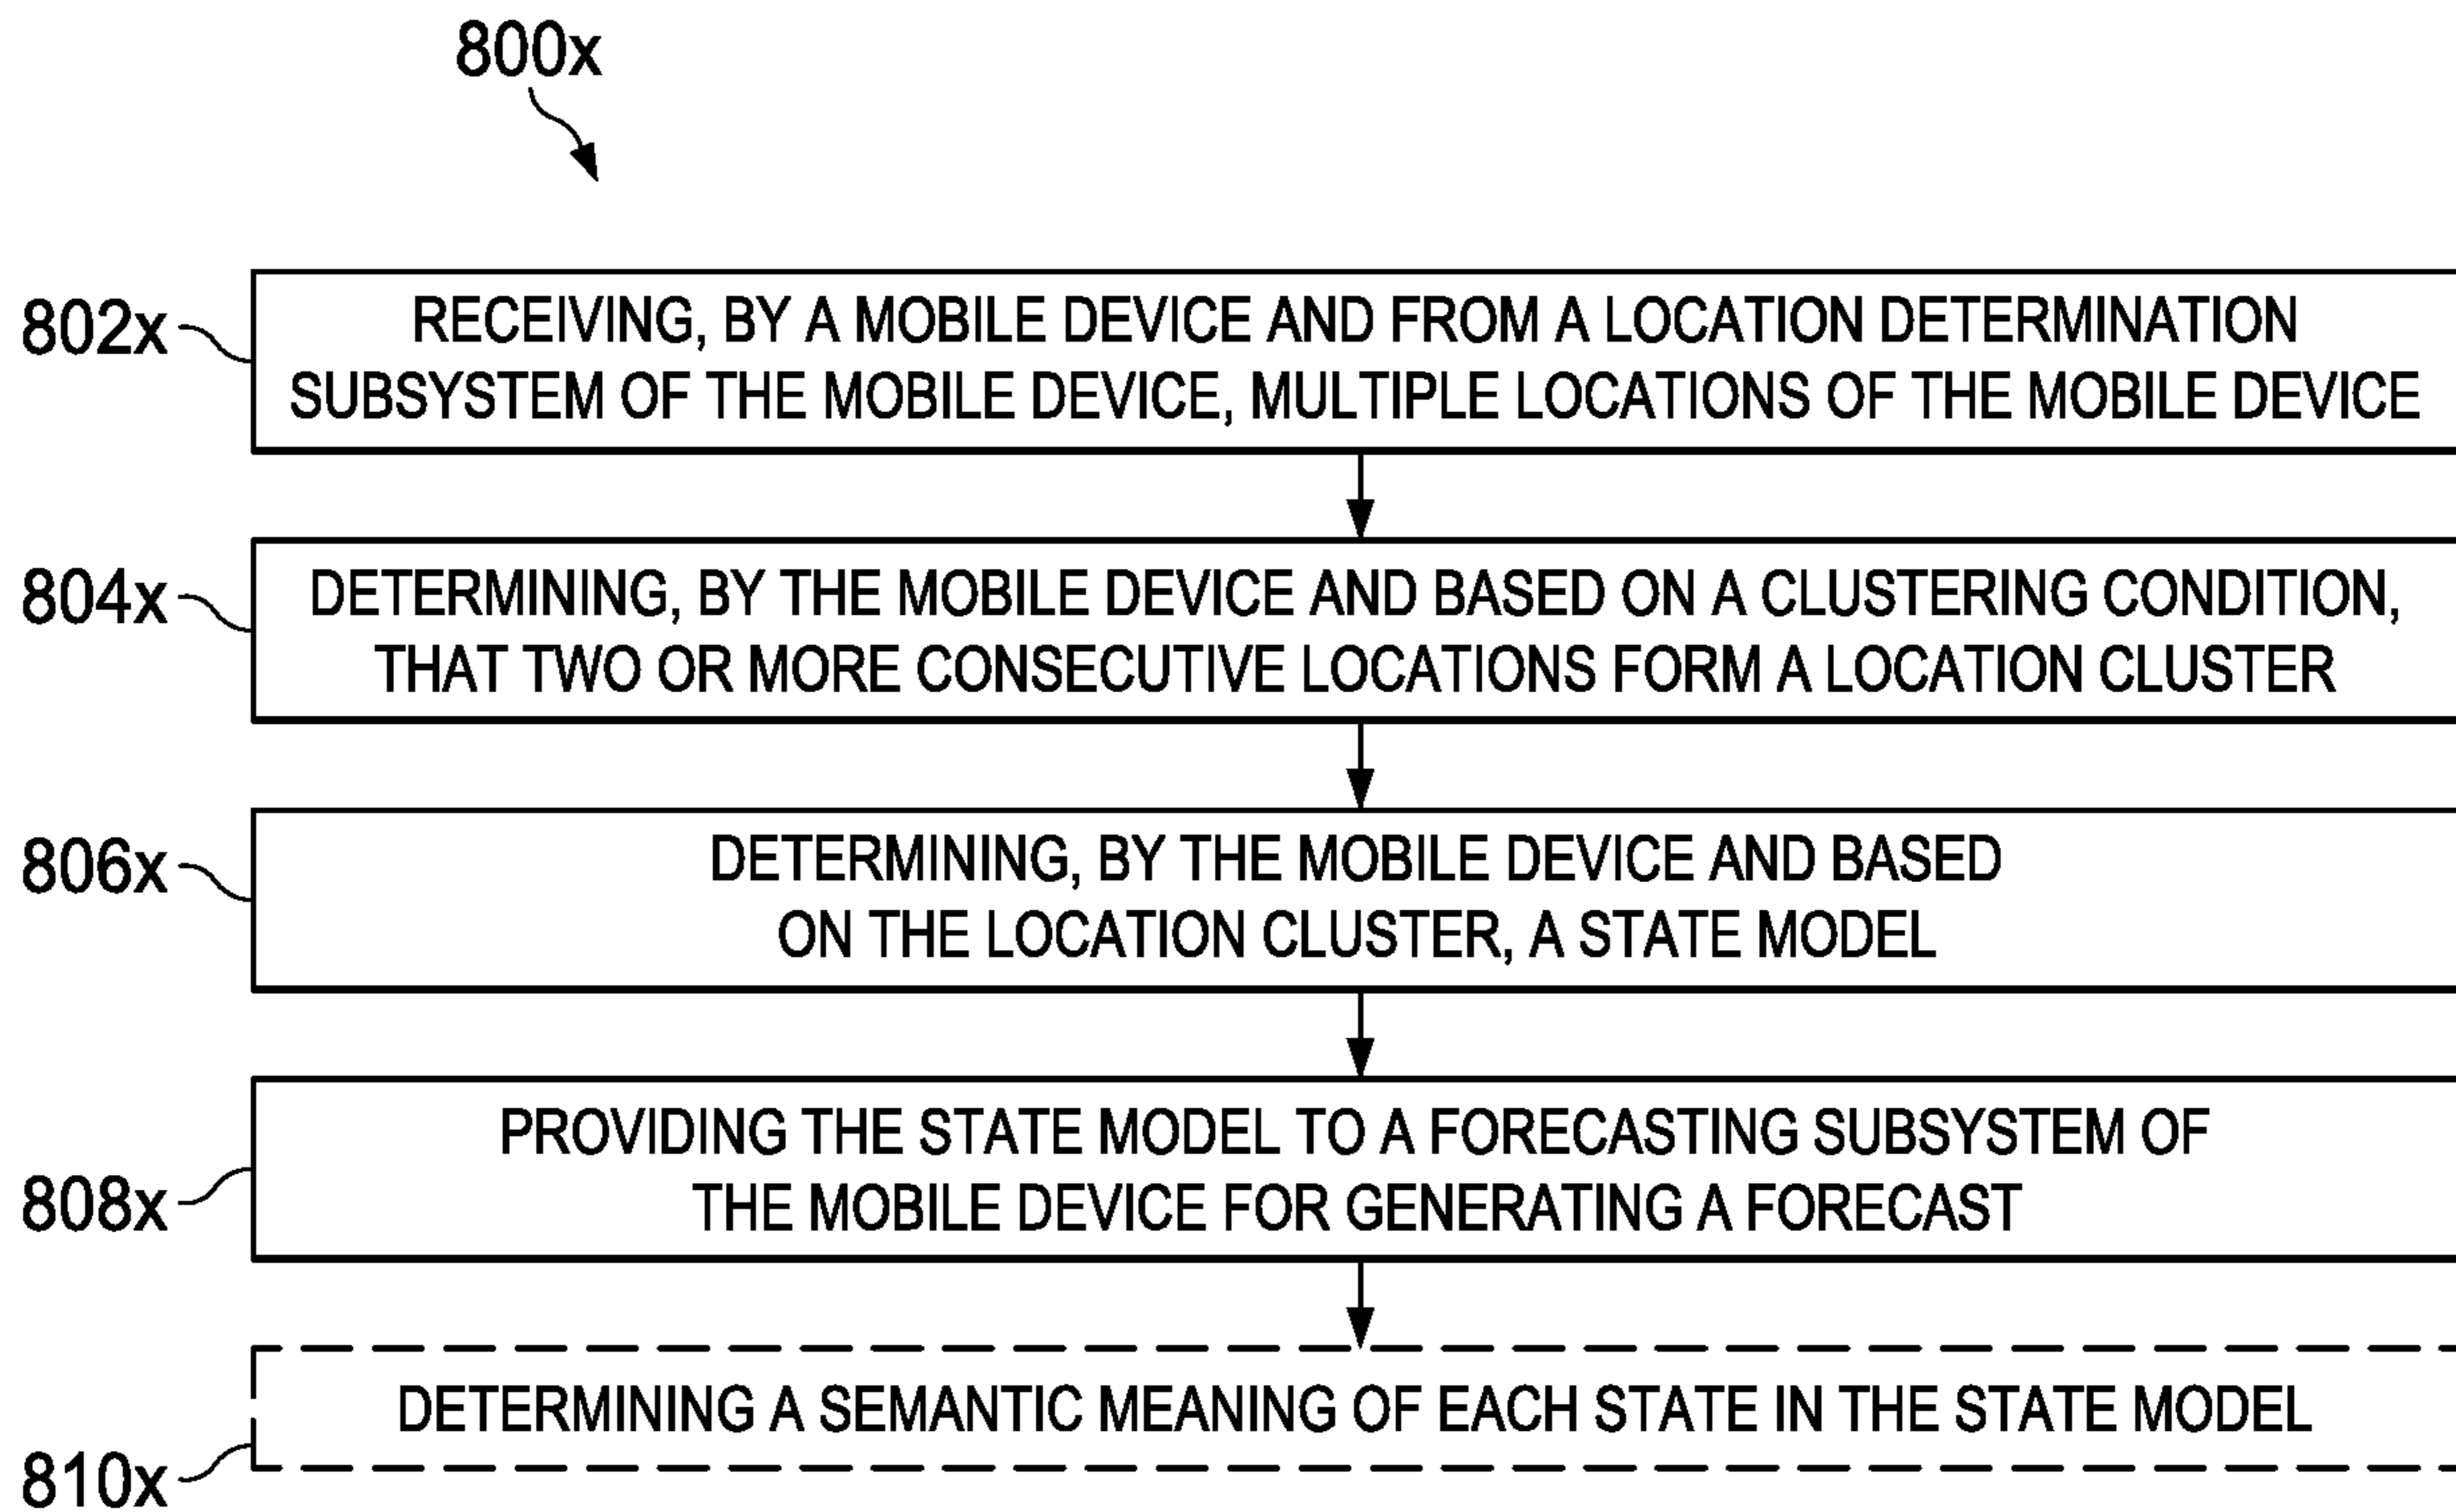 800x
802x
RECEIVING, BY A MOBILE DEVICE AND FROM A LOCATION DETERMINATION
SUBSYSTEM OF THE MOBILE DEVICE, MULTIPLE LOCATIONS OF THE MOBILE DEVICE
804x
DETERMINING, BY THE MOBILE DEVICE AND BASED ON A CLUSTERING CONDITION,
THAT TWO OR MORE CONSECUTIVE LOCATIONS FORM A LOCATION CLUSTER
806x
DETERMINING, BY THE MOBILE DEVICE AND BASED
ON THE LOCATION CLUSTER, A STATE MODEL
808x
PROVIDING THE STATE MODEL TO A FORECASTING SUBSYSTEM OF
THE MOBILE DEVICE FOR GENERATING A FORECAST
810x
DETERMINING A SEMANTIC MEANING OF EACH STATE IN THE STATE MODEL